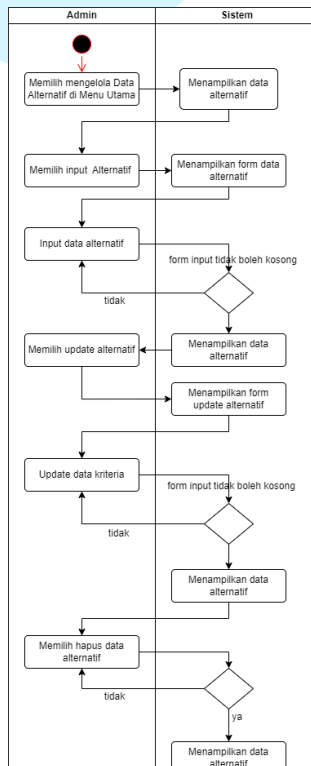 Admin
Sistem
Memilih mengelola Data
Alternatif di Menu Utama
Menampilkan data
alternatif
Memilih input Alternatif
Menampilkan form data
alternatif
Input data alternatif
form input tidak boleh kosong
tidak
Memilih update alternatif
Menampilkan data
alternatif
Menampilkan form
update alternatif
Update data kriteria
form input tidak boleh kosong
tidak
Menampilkan data
alternatif
Memilih hapus data
alternatif
tidak
ya
Menampilkan data
alternatif